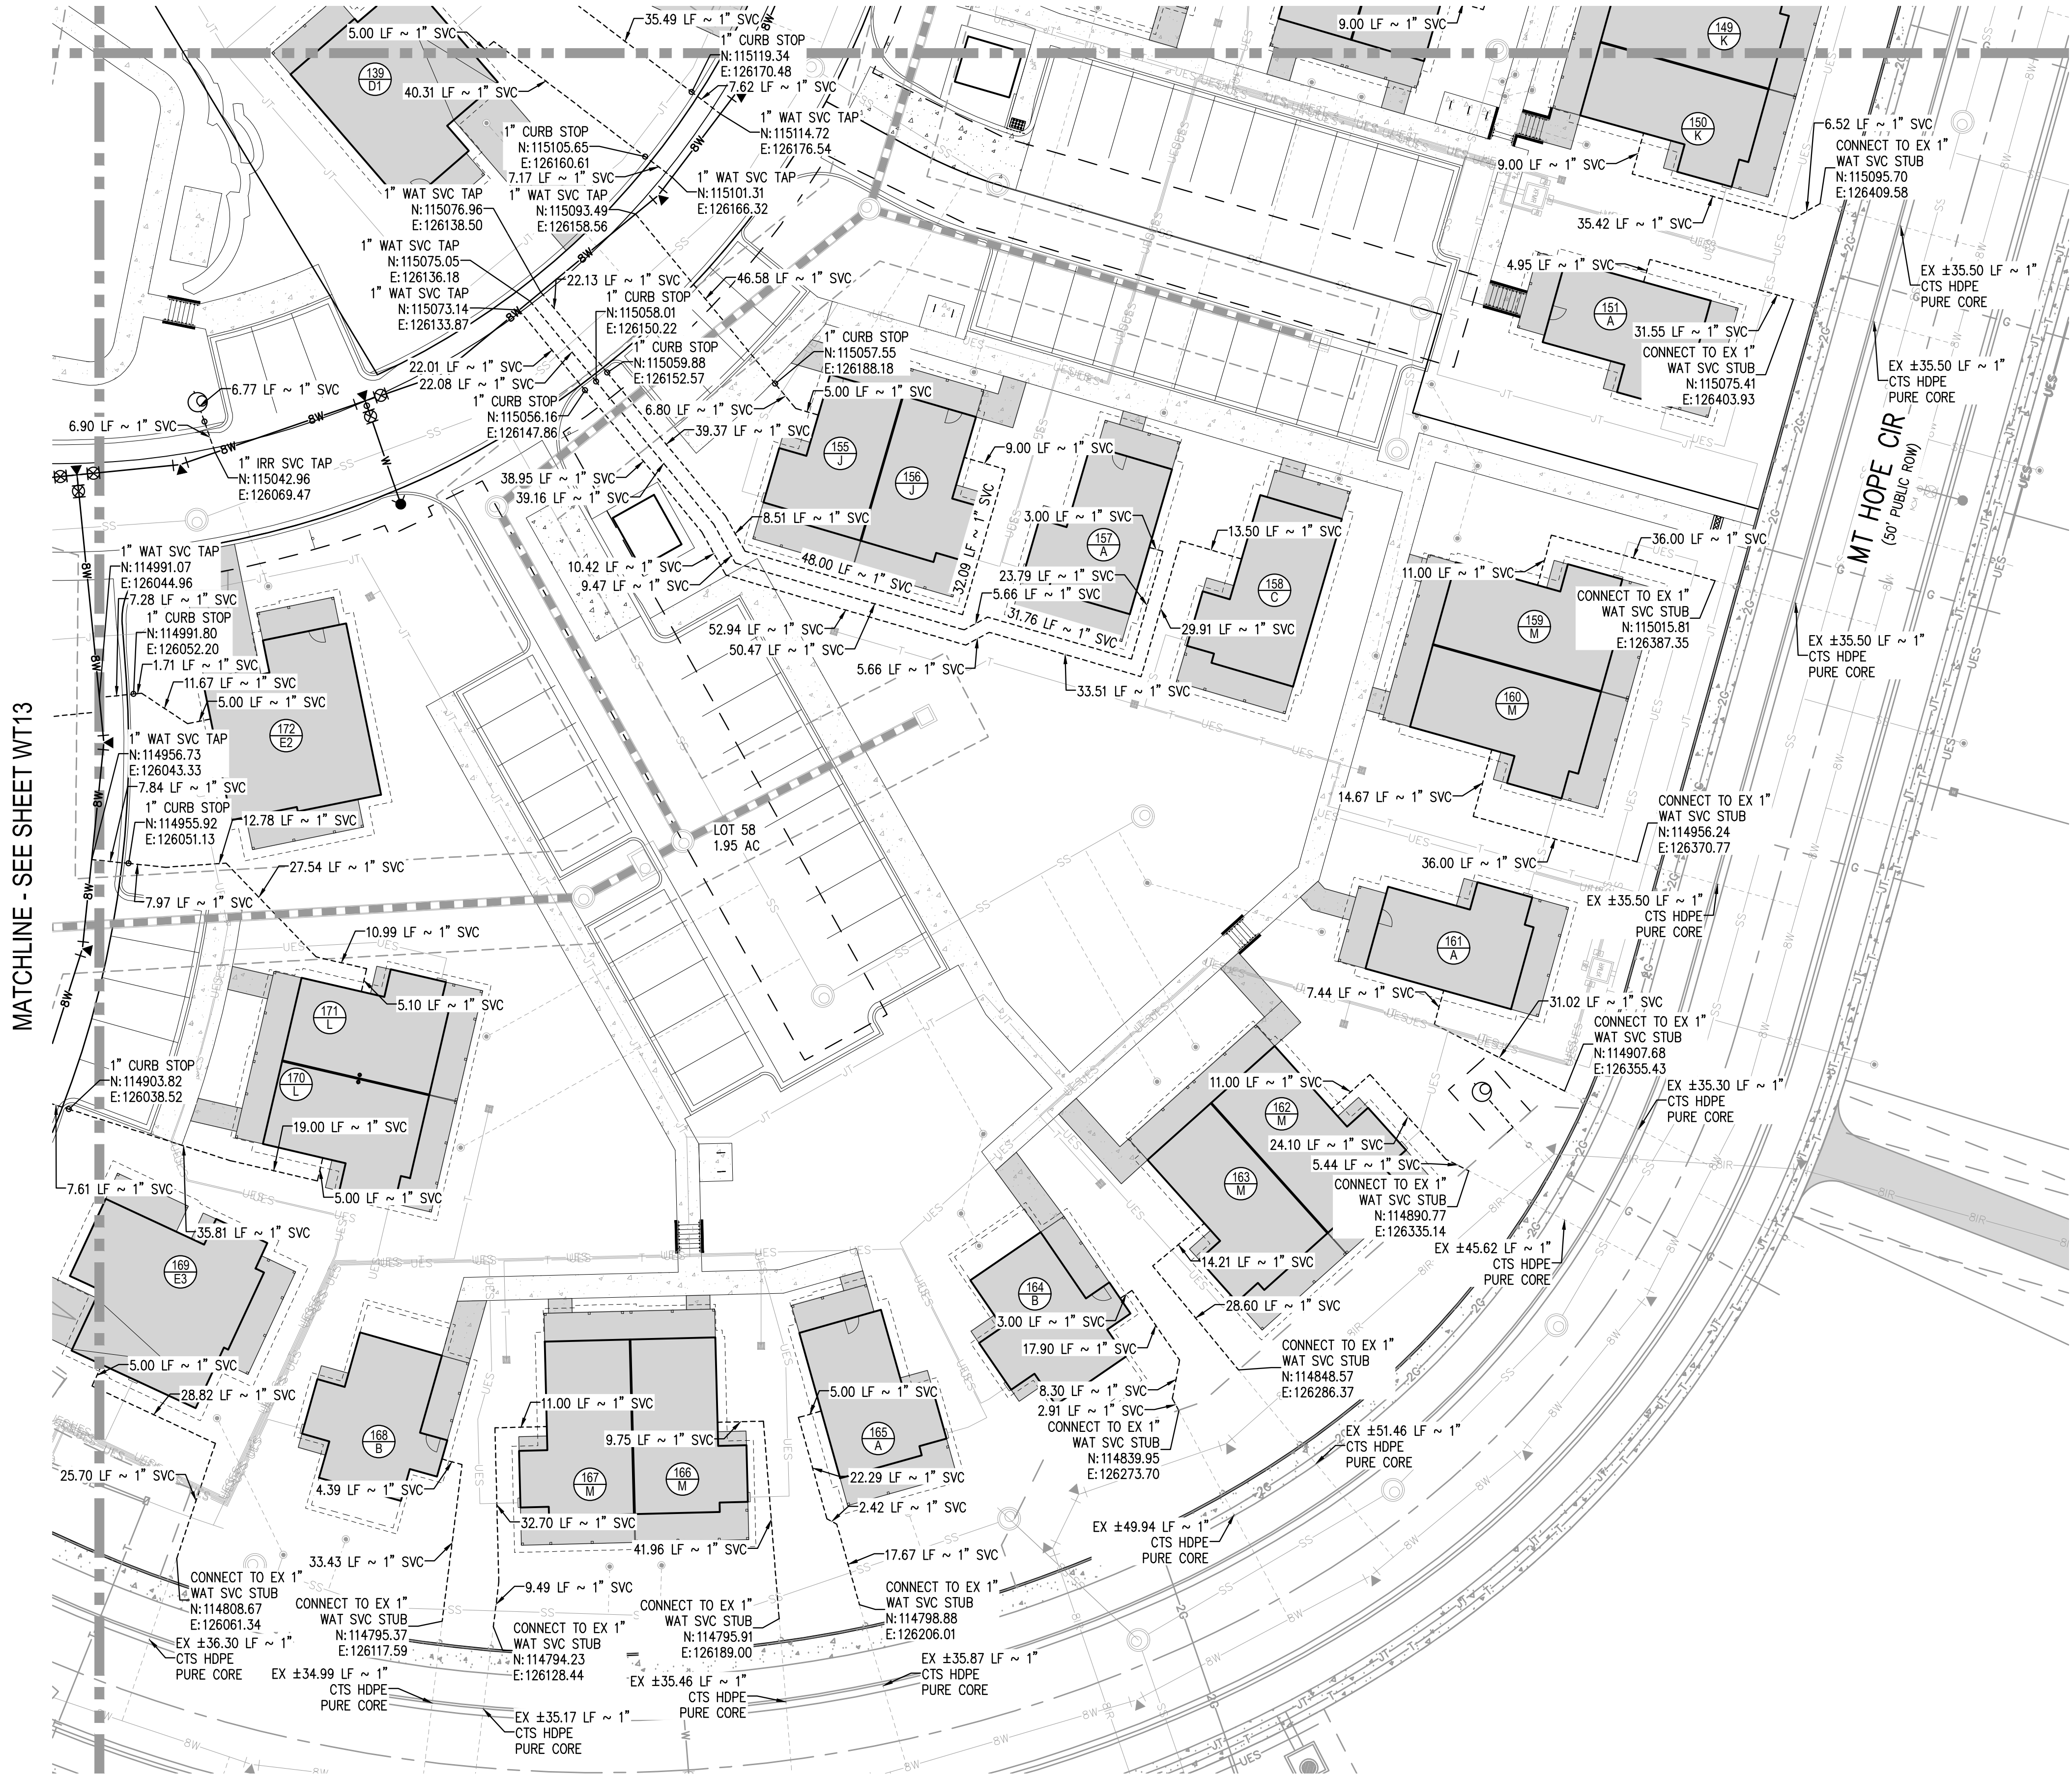 35.49 LF ~ 1" SVC
5.00 LF ~ 1" SVC
40.31 LF ~ 1" SVC
139
D1
1" CURB STOP
N:115119.34
E:126170.48
7.62 LF ~ 1" SVC
1" WAT SVC TAP
N:115114.72
E:126176.54
1" CURB STOP
N:115105.65
E:126160.61
7.17 LF ~ 1" SVC
1" WAT SVC TAP
N:115101.31
E:126166.32
1" WAT SVC TAP
N:115093.49
E:126158.56
1" WAT SVC TAP
N:115076.96
E:126138.50
1" WAT SVC TAP
N:115075.05
E:126136.18
1" WAT SVC TAP
N:115073.14
E:126133.87
22.13 LF ~ 1" SVC
46.58 LF ~ 1" SVC
1" CURB STOP
N:115058.01
E:126150.22
1" CURB STOP
N:115059.88
E:126152.57
1" CURB STOP
N:115057.55
E:126188.18
22.01 LF ~ 1" SVC
22.08 LF ~ 1" SVC
1" CURB STOP
N:115056.16
E:126147.86
5.00 LF ~ 1" SVC
6.80 LF ~ 1" SVC
39.37 LF ~ 1" SVC
38.95 LF ~ 1" SVC
39.16 LF ~ 1" SVC
6.77 LF ~ 1" SVC
6.90 LF ~ 1" SVC
1" IRR SVC TAP
N:115042.96
E:126069.47
9.00 LF ~ 1" SVC
149
K
150
K
9.00 LF ~ 1" SVC
35.42 LF ~ 1" SVC
6.52 LF ~ 1" SVC
CONNECT TO EX 1"
WAT SVC STUB
N:115095.70
E:126409.58
EX ±35.50 LF ~ 1"
CTS HDPE
PURE CORE
4.95 LF ~ 1" SVC
151
A
31.55 LF ~ 1" SVC
CONNECT TO EX 1"
WAT SVC STUB
N:115075.41
E:126403.93
EX ±35.50 LF ~ 1"
CTS HDPE
PURE CORE
MT HOPE CIR
(50' PUBLIC ROW)
155
J
156
J
9.00 LF ~ 1" SVC
32.09 LF ~ 1" SVC
8.51 LF ~ 1" SVC
48.00 LF ~ 1" SVC
10.42 LF ~ 1" SVC
9.47 LF ~ 1" SVC
3.00 LF ~ 1" SVC
157
A
23.79 LF ~ 1" SVC
5.66 LF ~ 1" SVC
31.76 LF ~ 1" SVC
13.50 LF ~ 1" SVC
158
C
29.91 LF ~ 1" SVC
52.94 LF ~ 1" SVC
50.47 LF ~ 1" SVC
5.66 LF ~ 1" SVC
33.51 LF ~ 1" SVC
36.00 LF ~ 1" SVC
11.00 LF ~ 1" SVC
CONNECT TO EX 1"
WAT SVC STUB
N:115015.81
E:126387.35
159
M
160
M
EX ±35.50 LF ~ 1"
CTS HDPE
PURE CORE
14.67 LF ~ 1" SVC
36.00 LF ~ 1" SVC
CONNECT TO EX 1"
WAT SVC STUB
N:114956.24
E:126370.77
EX ±35.50 LF ~ 1"
CTS HDPE
PURE CORE
1" WAT SVC TAP
N:114991.07
E:126044.96
7.28 LF ~ 1" SVC
1" CURB STOP
N:114991.80
E:126052.20
1.71 LF ~ 1" SVC
11.67 LF ~ 1" SVC
5.00 LF ~ 1" SVC
172
E2
1" WAT SVC TAP
N:114956.73
E:126043.33
7.84 LF ~ 1" SVC
1" CURB STOP
N:114955.92
E:126051.13
12.78 LF ~ 1" SVC
27.54 LF ~ 1" SVC
7.97 LF ~ 1" SVC
10.99 LF ~ 1" SVC
5.10 LF ~ 1" SVC
MATCHLINE - SEE SHEET WT13
LOT 58
1.95 AC
161
A
7.44 LF ~ 1" SVC
31.02 LF ~ 1" SVC
CONNECT TO EX 1"
WAT SVC STUB
N:114907.68
E:126355.43
EX ±35.30 LF ~ 1"
CTS HDPE
PURE CORE
171
L
170
L
1" CURB STOP
N:114903.82
E:126038.52
19.00 LF ~ 1" SVC
7.61 LF ~ 1" SVC
5.00 LF ~ 1" SVC
35.81 LF ~ 1" SVC
11.00 LF ~ 1" SVC
162
M
24.10 LF ~ 1" SVC
5.44 LF ~ 1" SVC
163
M
CONNECT TO EX 1"
WAT SVC STUB
N:114890.77
E:126335.14
EX ±45.62 LF ~ 1"
CTS HDPE
PURE CORE
14.21 LF ~ 1" SVC
28.60 LF ~ 1" SVC
169
E3
164
B
3.00 LF ~ 1" SVC
17.90 LF ~ 1" SVC
CONNECT TO EX 1"
WAT SVC STUB
N:114848.57
E:126286.37
5.00 LF ~ 1" SVC
28.82 LF ~ 1" SVC
8.30 LF ~ 1" SVC
2.91 LF ~ 1" SVC
CONNECT TO EX 1"
WAT SVC STUB
N:114839.95
E:126273.70
EX ±51.46 LF ~ 1"
CTS HDPE
PURE CORE
168
B
4.39 LF ~ 1" SVC
11.00 LF ~ 1" SVC
9.75 LF ~ 1" SVC
167
M
166
M
5.00 LF ~ 1" SVC
165
A
22.29 LF ~ 1" SVC
2.42 LF ~ 1" SVC
25.70 LF ~ 1" SVC
32.70 LF ~ 1" SVC
41.96 LF ~ 1" SVC
33.43 LF ~ 1" SVC
17.67 LF ~ 1" SVC
EX ±49.94 LF ~ 1"
CTS HDPE
PURE CORE
CONNECT TO EX 1"
WAT SVC STUB
N:114808.67
E:126061.34
EX ±36.30 LF ~ 1"
CTS HDPE
PURE CORE
CONNECT TO EX 1"
WAT SVC STUB
N:114795.37
E:126117.59
EX ±34.99 LF ~ 1"
CTS HDPE
PURE CORE
9.49 LF ~ 1" SVC
CONNECT TO EX 1"
WAT SVC STUB
N:114794.23
E:126128.44
EX ±35.17 LF ~ 1"
CTS HDPE
PURE CORE
CONNECT TO EX 1"
WAT SVC STUB
N:114795.91
E:126189.00
EX ±35.46 LF ~ 1"
CTS HDPE
PURE CORE
CONNECT TO EX 1"
WAT SVC STUB
N:114798.88
E:126206.01
EX ±35.87 LF ~ 1"
CTS HDPE
PURE CORE